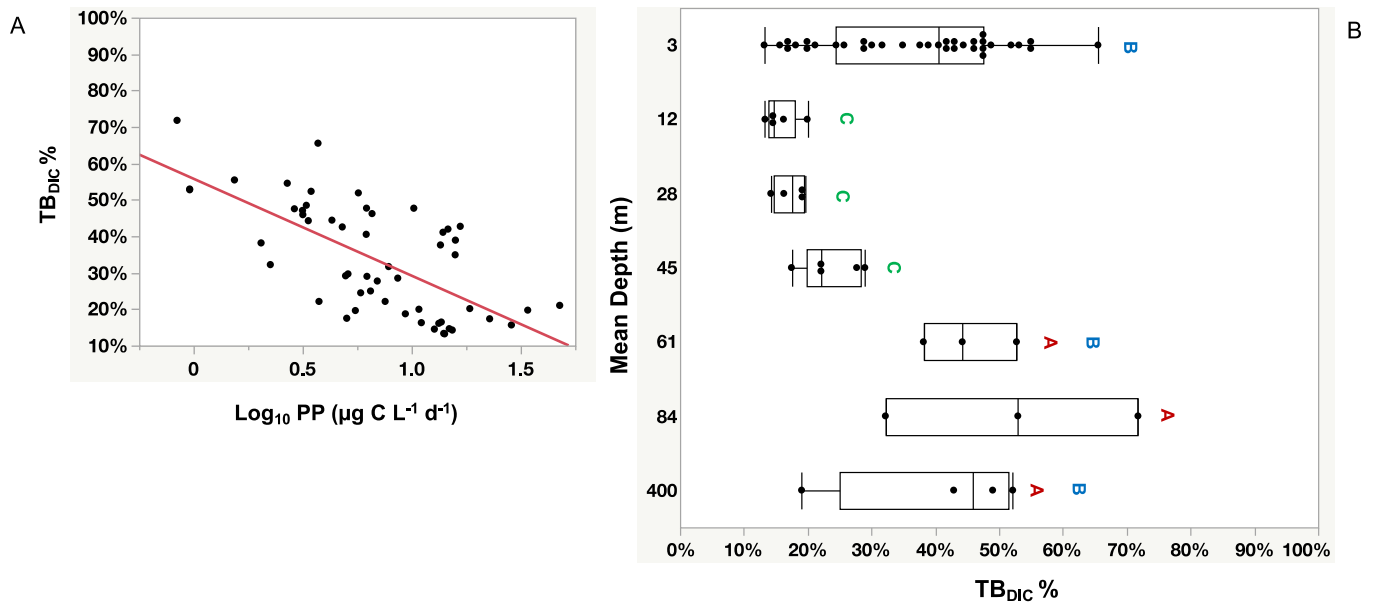 A
100%
90%
80%
70%
60%
50%
40%
30%
20%
10%
TB_DIC %
0 0.5 1.0 1.5
Log₁₀ PP (µg C L⁻¹ d⁻¹)
B
Mean Depth (m)
3 B
12 C
28 C
45 C
61 A B
84 A
400 A B
0% 10% 20% 30% 40% 50% 60% 70% 80% 90% 100%
TB_DIC %